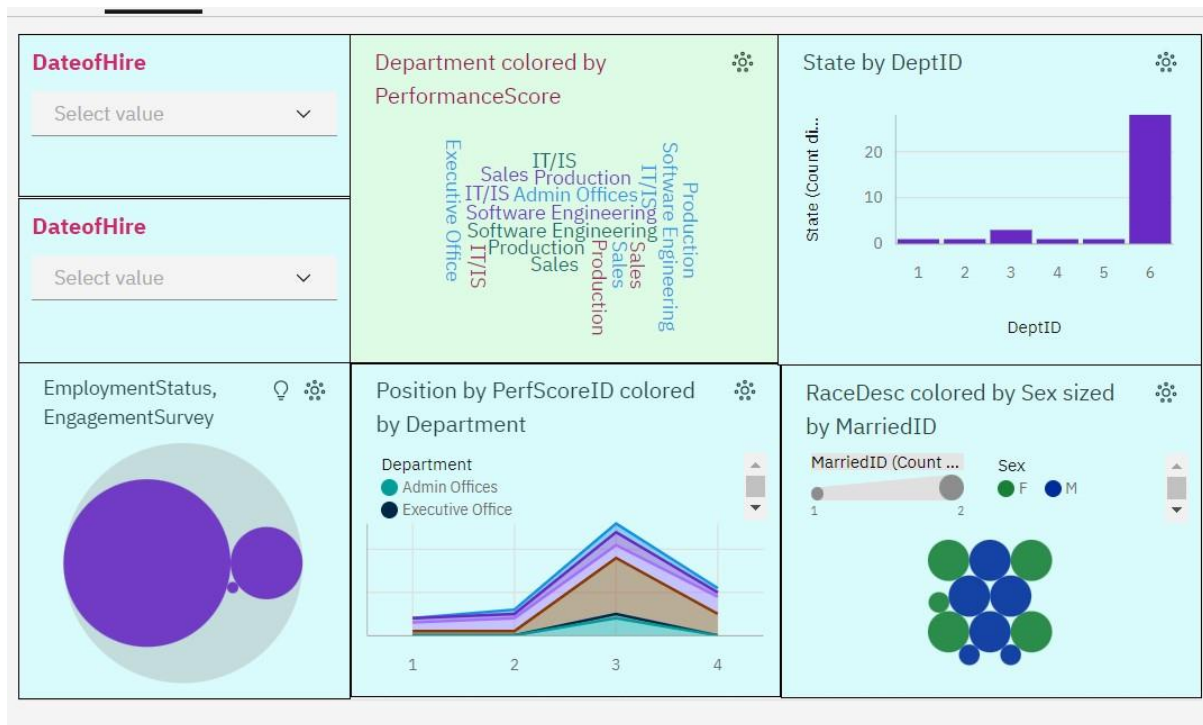 DateofHire
Select value
DateofHire
Select value
Department colored by
PerformanceScore
Executive Office
IT/IS
Sales
Production
IT/IS
Admin Offices
IT/IS
Software Engineering
Production
Software Engineering
Software Engineering
Production
IT/IS
Sales
Production
Sales
Sales
State by DeptID
State (Count di...
20
10
0
1
2
3
4
5
6
DeptID
EmploymentStatus,
EngagementSurvey
Position by PerfScoreID colored
by Department
Department
Admin Offices
Executive Office
1
2
3
4
RaceDesc colored by Sex sized
by MarriedID
MarriedID (Count ...
1
2
Sex
F
M